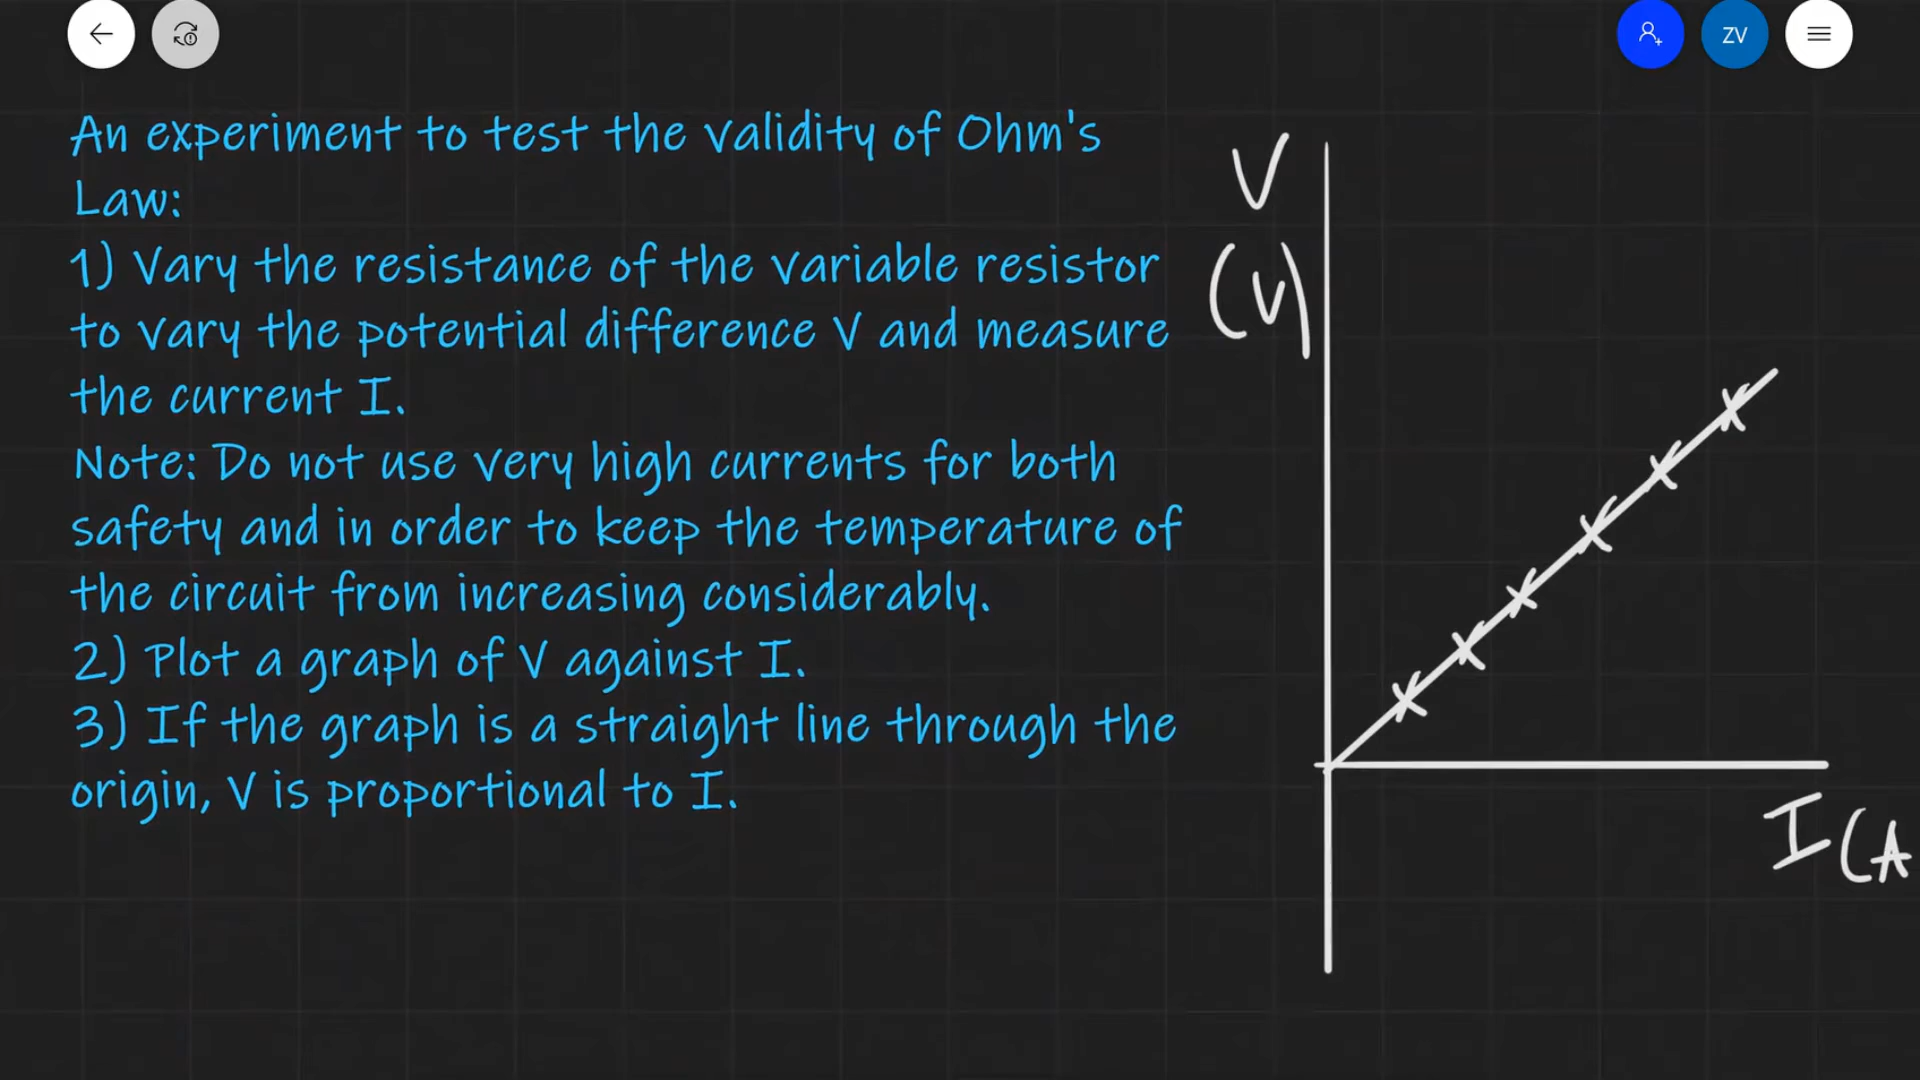 ZV
An experiment to test the validity of Ohm's
Law:
1) Vary the resistance of the variable resistor
to vary the potential difference V and measure
the current I.
Note: Do not use very high currents for both
safety and in order to keep the temperature of
the circuit from increasing considerably.
2) Plot a graph of V against I.
3) If the graph is a straight line through the
origin, V is proportional to I.
V
(V)
I (A